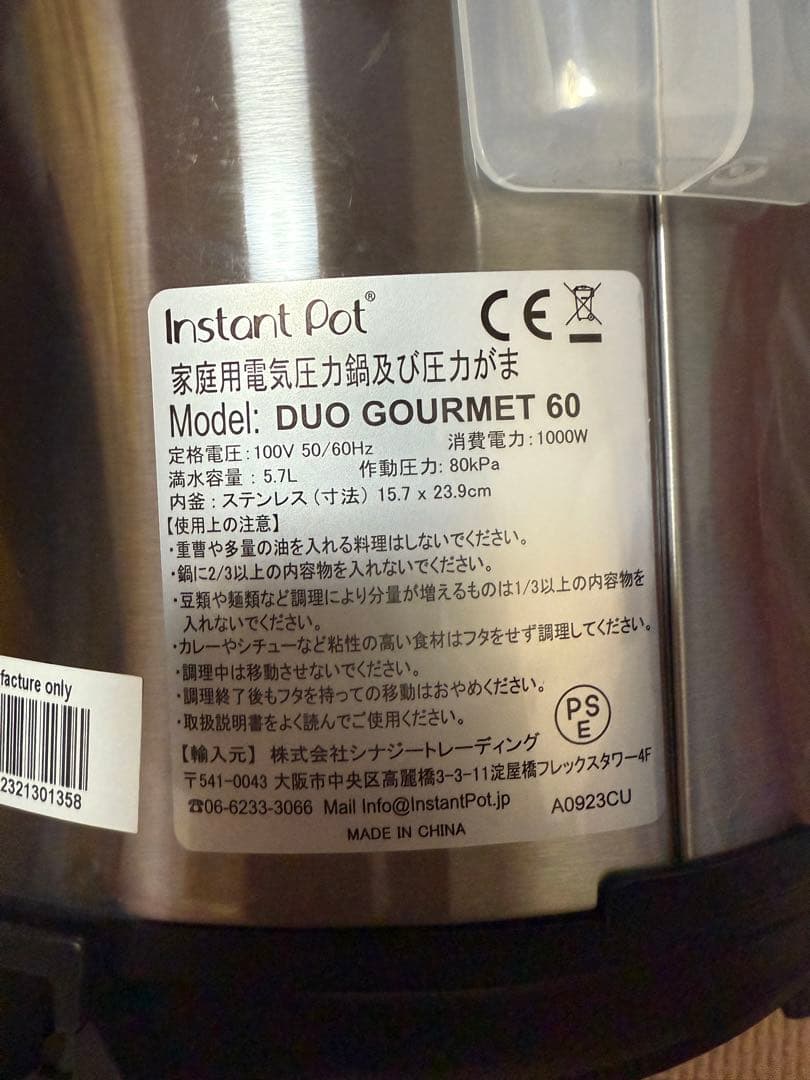 Instant Pot®
CE
家庭用電気圧力鍋及び圧力がま
Model: DUO GOURMET 60
定格電圧:100V 50/60Hz 消費電力:1000W
満水容量:5.7L 作動圧力:80kPa
内釜:ステンレス(寸法) 15.7 x 23.9cm
【使用上の注意】
・重曹や多量の油を入れる料理はしないでください。
・鍋に2/3以上の内容物を入れないでください。
・豆類や麺類など調理により分量が増えるものは1/3以上の内容物を
入れないでください。
・カレーやシチューなど粘性の高い食材はフタをせず調理してください。
・調理中は移動させないでください。
・調理終了後もフタを持っての移動はおやめください。
・取扱説明書をよく読んでご使用ください。
PS
E
【輸入元】 株式会社シナジートレーディング
〒541-0043 大阪市中央区高麗橋3-3-11淀屋橋フレックスタワー4F
☎06-6233-3066 Mail Info@InstantPot.jp A0923CU
MADE IN CHINA
facture only
2321301358